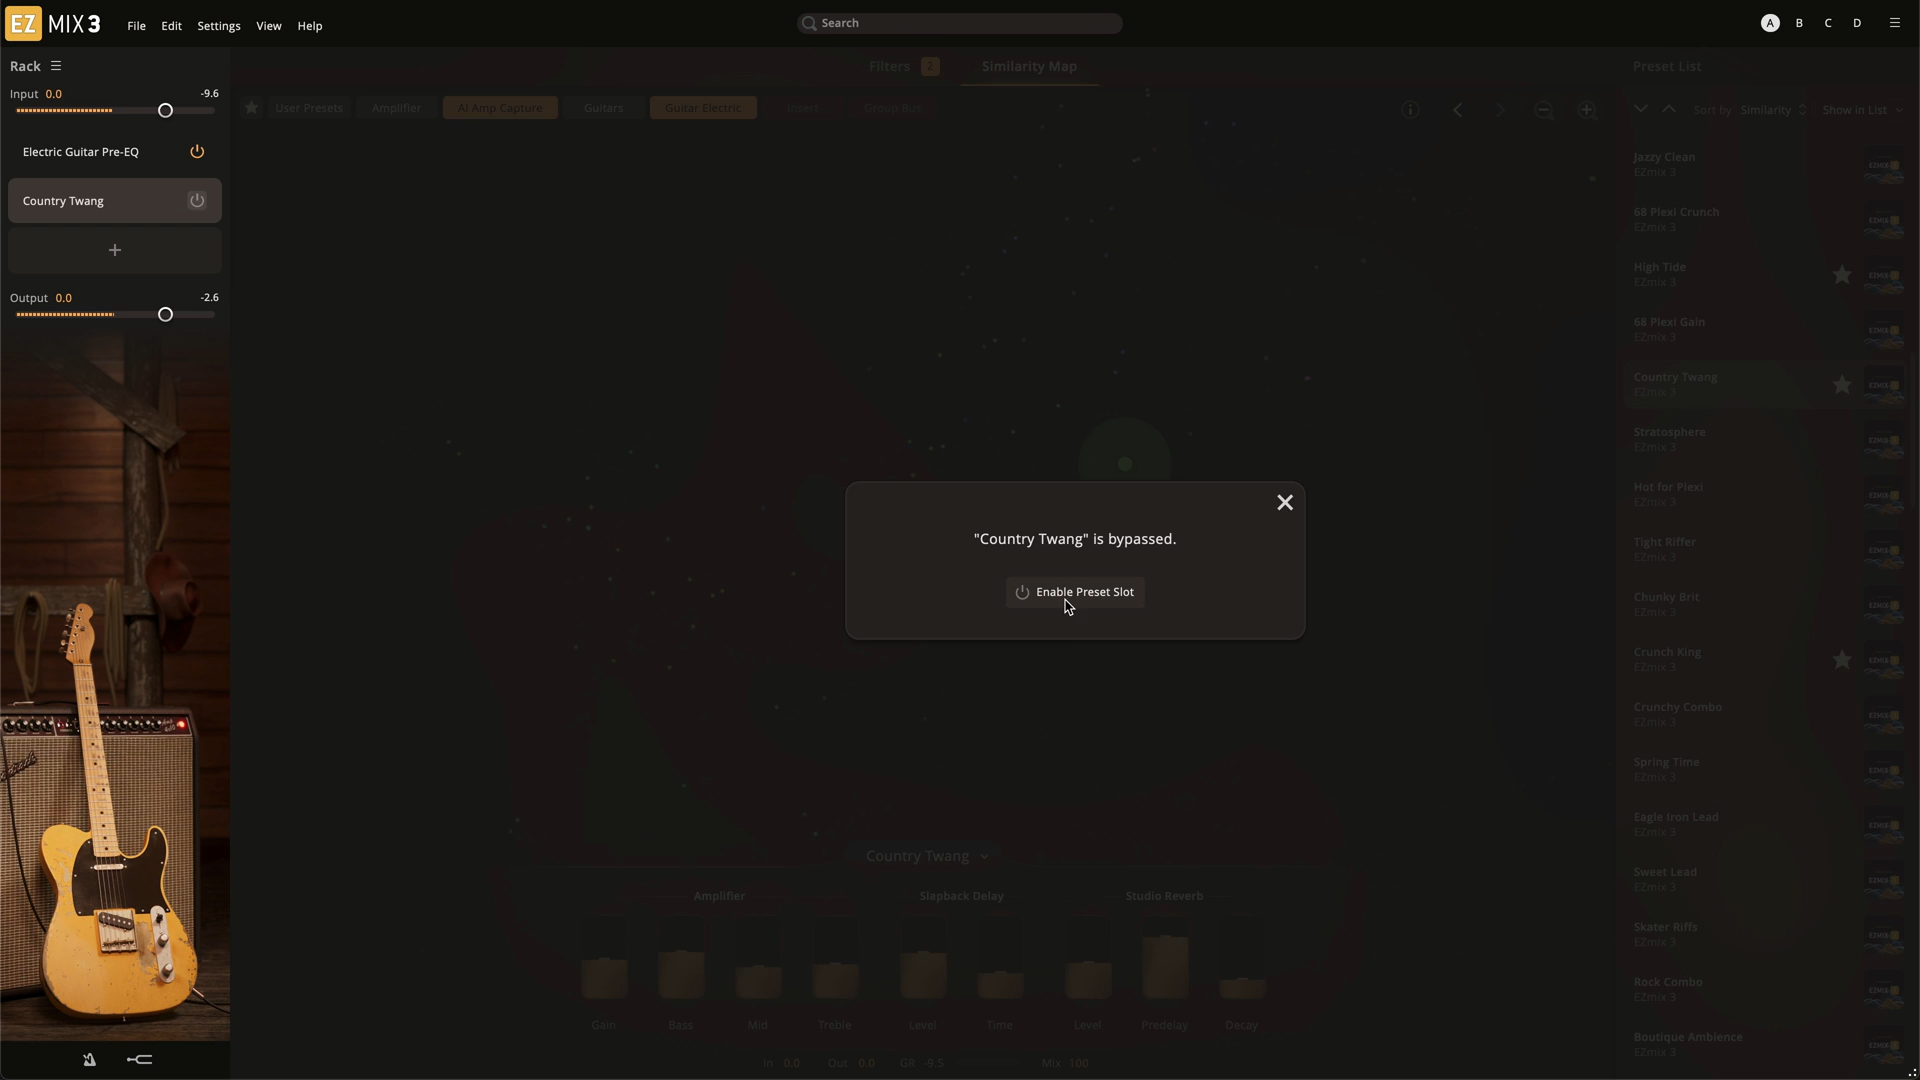 EZ MIX 3
File Edit Settings View Help
Search
A B C D
Rack
Input 0.0 -9.6
Electric Guitar Pre-EQ
Country Twang
+
Output 0.0 -2.6
Filters 2
Similarity Map
Preset List
User Presets Amplifier AI Amp Capture Guitars Guitar Electric Insert Group Bus
Sort by Similarity Show in List
Jazzy Clean
EZmix 3
68 Plexi Crunch
EZmix 3
High Tide
EZmix 3
68 Plexi Gain
EZmix 3
Country Twang
EZmix 3
Stratosphere
EZmix 3
Hot for Plexi
EZmix 3
Tight Riffer
EZmix 3
Chunky Brit
EZmix 3
Crunch King
EZmix 3
Crunchy Combo
EZmix 3
Spring Time
EZmix 3
Eagle Iron Lead
EZmix 3
Sweet Lead
EZmix 3
Skater Riffs
EZmix 3
Rock Combo
EZmix 3
Boutique Ambience
EZmix 3
"Country Twang" is bypassed.
Enable Preset Slot
Country Twang
Amplifier Slapback Delay Studio Reverb
Gain Bass Mid Treble Level Time Level Predelay Decay
In 0.0 Out 0.0 GR -9.5 Mix 100